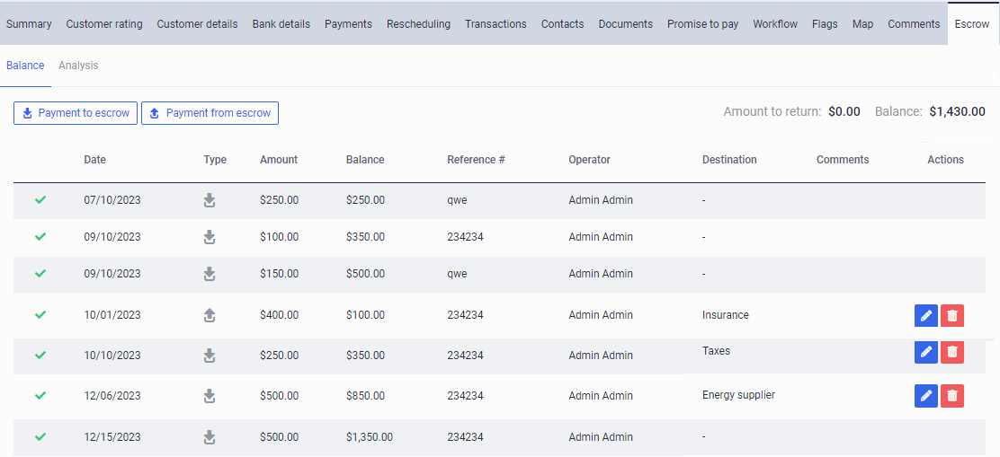 Summary Customer rating Customer details Bank details Payments Rescheduling Transactions Contacts Documents Promise to pay Workflow Flags Map Comments Escrow
Balance Analysis
Payment to escrow Payment from escrow Amount to return: $0.00 Balance: $1,430.00
Date Type Amount Balance Reference # Operator Destination Comments Actions
07/10/2023 $250.00 $250.00 qwe Admin Admin -
09/10/2023 $100.00 $350.00 234234 Admin Admin -
09/10/2023 $150.00 $500.00 qwe Admin Admin -
10/01/2023 $400.00 $100.00 234234 Admin Admin Insurance
10/10/2023 $250.00 $350.00 234234 Admin Admin Taxes
12/06/2023 $500.00 $850.00 234234 Admin Admin Energy supplier
12/15/2023 $500.00 $1,350.00 234234 Admin Admin -